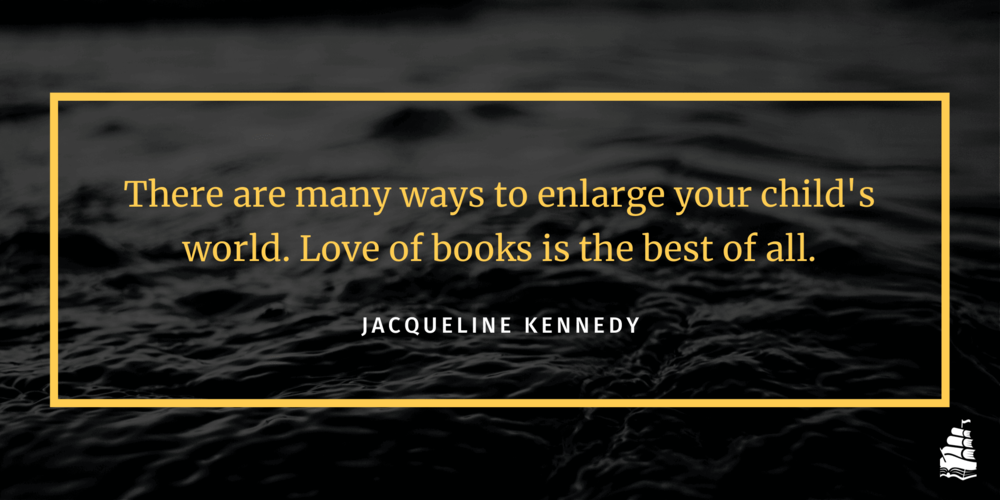 There are many ways to enlarge your child's
world. Love of books is the best of all.
JACQUELINE KENNEDY